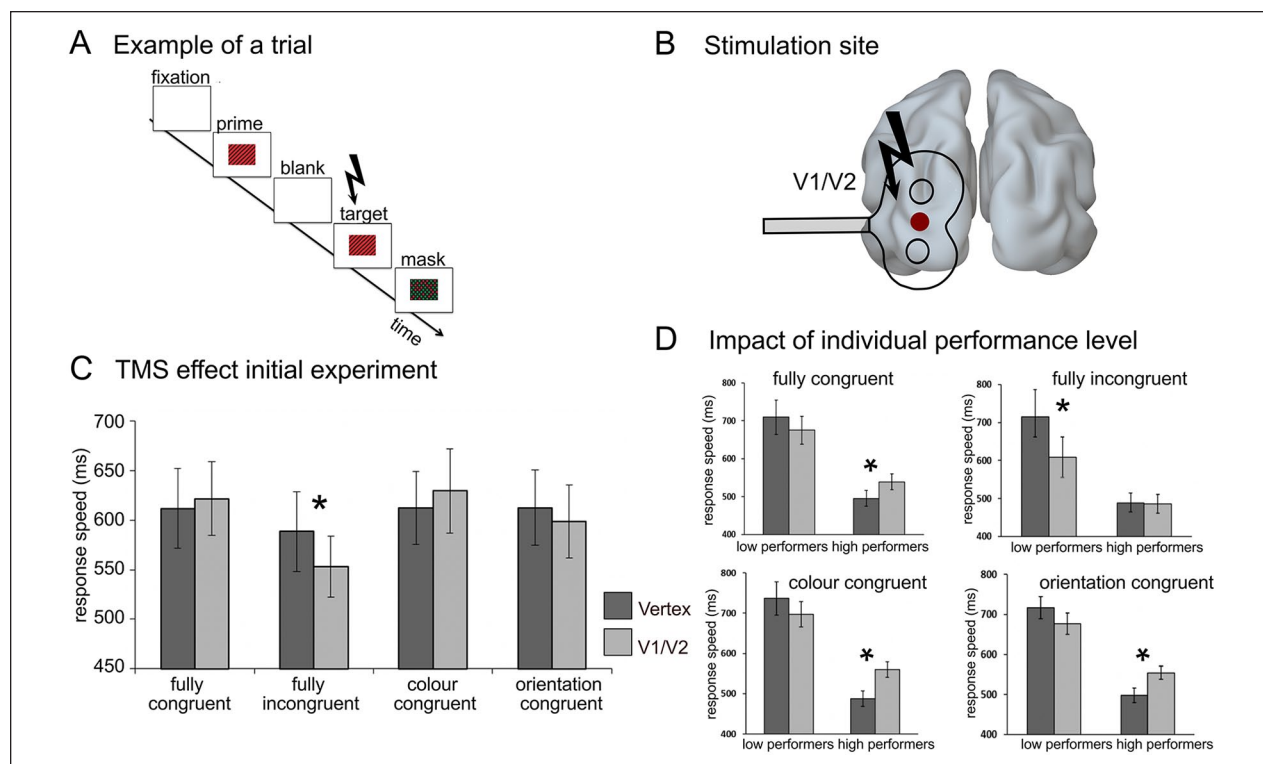 A Example of a trial
fixation
prime
blank
target
mask
time
B Stimulation site
V1/V2
C TMS effect initial experiment
response speed (ms)
700
650
600
550
500
450
*
fully
congruent
fully
incongruent
colour
congruent
orientation
congruent
Vertex
V1/V2
D Impact of individual performance level
fully congruent
response speed (ms)
800
700
600
500
400
*
low performers high performers
fully incongruent
response speed (ms)
800
700
600
500
400
*
low performers high performers
colour congruent
response speed (ms)
800
700
600
500
400
*
low performers high performers
orientation congruent
response speed (ms)
800
700
600
500
400
*
low performers high performers